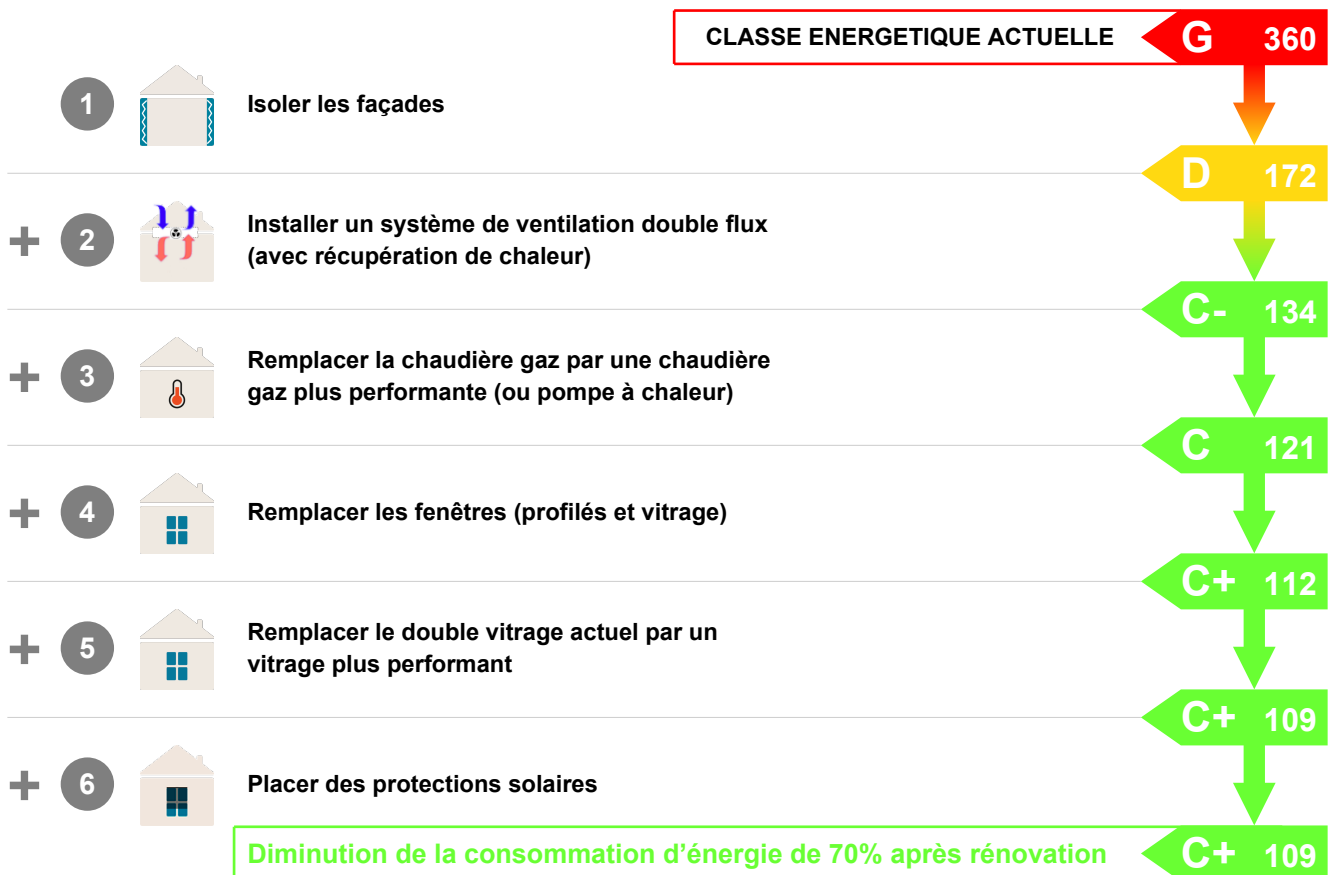 CLASSE ENERGETIQUE ACTUELLE G 360
1 Isoler les façades
D 172
+ 2 Installer un système de ventilation double flux
(avec récupération de chaleur)
C- 134
+ 3 Remplacer la chaudière gaz par une chaudière
gaz plus performante (ou pompe à chaleur)
C 121
+ 4 Remplacer les fenêtres (profilés et vitrage)
C+ 112
+ 5 Remplacer le double vitrage actuel par un
vitrage plus performant
C+ 109
+ 6 Placer des protections solaires
Diminution de la consommation d’énergie de 70% après rénovation C+ 109